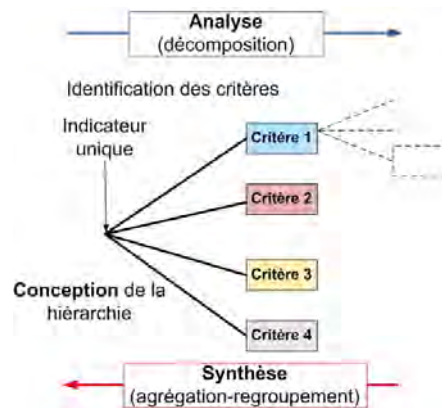 Analyse
(décomposition)
Identification des critères
Indicateur
unique
Critère 1
Critère 2
Critère 3
Critère 4
Conception de la
hiérarchie
Synthèse
(agrégation-regroupement)